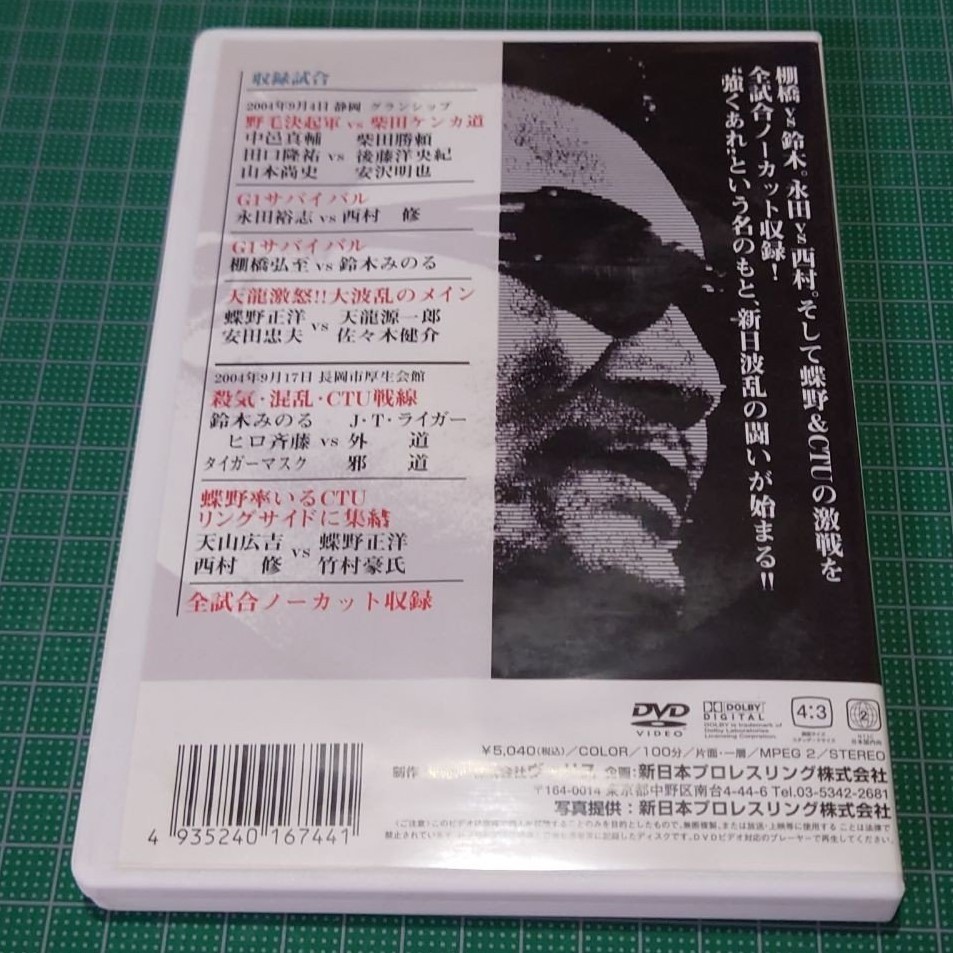 収録試合
2004年9月4日 静岡 グランシップ
野毛決起軍 vs 柴田ケンカ道
中邑真輔 柴田勝頼
田口隆祐 vs 後藤洋央紀
山本尚史 安沢明也
G1サバイバル
永田裕志 vs 西村 修
G1サバイバル
棚橋弘至 vs 鈴木みのる
天龍激怒!!大波乱のメイン
蝶野正洋 天龍源一郎
vs
安田忠夫 佐々木健介
2004年9月17日 長岡市厚生会館
殺気・混乱・CTU戦線
鈴木みのる J・T・ライガー
ヒロ斉藤 vs 外 道
タイガーマスク 邪 道
蝶野率いるCTU
リングサイドに集結
天山広吉 蝶野正洋
vs
西村 修 竹村豪氏
全試合ノーカット収録
棚橋vs鈴木。永田vs西村。そして蝶野&CTUの激戦を
全試合ノーカット収録!
“強くあれ”という名のもと、新日波乱の闘いが始まる!!
DVD
VIDEO
DOLBY
DIGITAL
DOLBY is trademark of
Dolby Laboratories
Licensing Corporation.
4:3
2
¥5,040(税込)/COLOR/100分/片面・一層/MPEG 2/STEREO
制作 企画:新日本プロレスリング株式会社
〒164-0014 東京都中野区南台4-44-6 Tel.03-5342-2681
写真提供:新日本プロレスリング株式会社
4 935240 167441